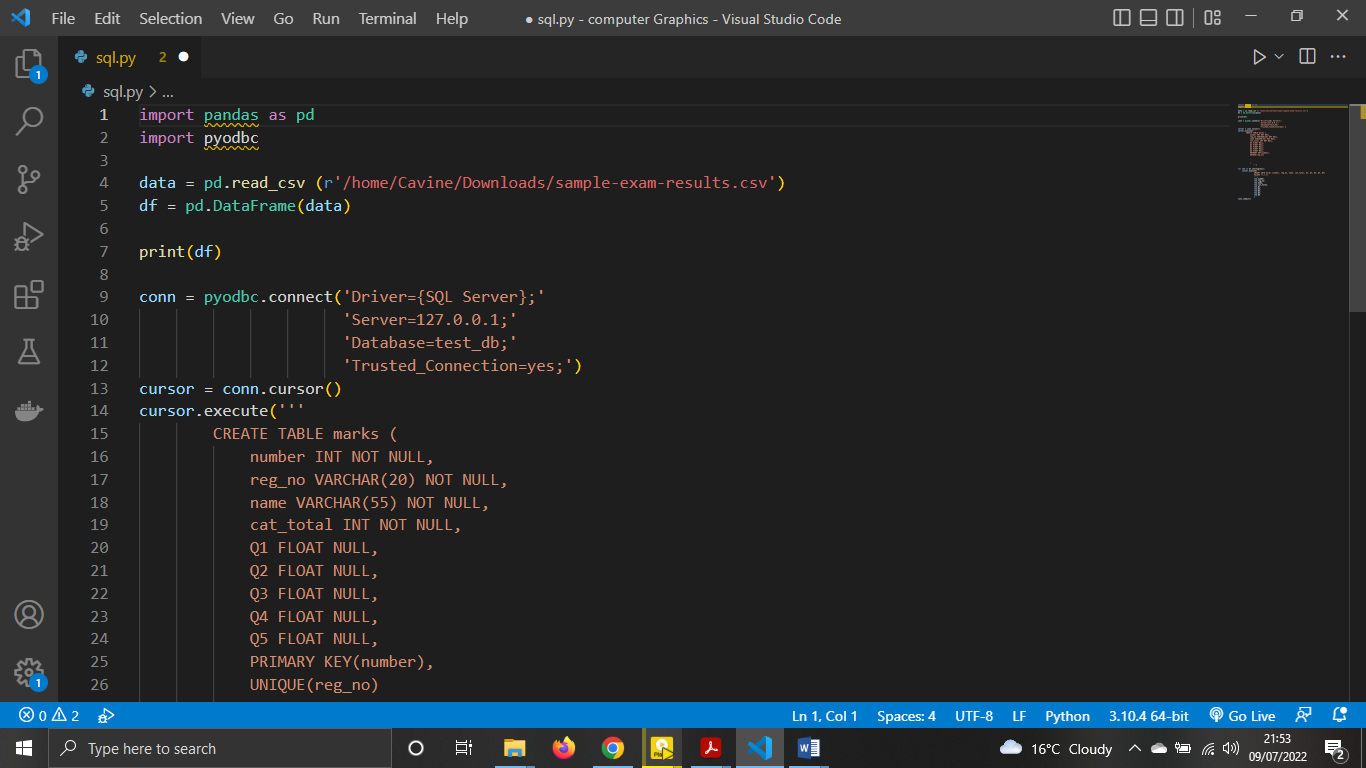 File Edit Selection View Go Run Terminal Help
● sql.py - computer Graphics - Visual Studio Code
1
sql.py 2
sql.py > ...
1 import pandas as pd
2 import pyodbc
3
4 data = pd.read_csv (r'/home/Cavine/Downloads/sample-exam-results.csv')
5 df = pd.DataFrame(data)
6
7 print(df)
8
9 conn = pyodbc.connect('Driver={SQL Server};'
10 'Server=127.0.0.1;'
11 'Database=test_db;'
12 'Trusted_Connection=yes;')
13 cursor = conn.cursor()
14 cursor.execute('''
15 CREATE TABLE marks (
16 number INT NOT NULL,
17 reg_no VARCHAR(20) NOT NULL,
18 name VARCHAR(55) NOT NULL,
19 cat_total INT NOT NULL,
20 Q1 FLOAT NULL,
21 Q2 FLOAT NULL,
22 Q3 FLOAT NULL,
23 Q4 FLOAT NULL,
24 Q5 FLOAT NULL,
25 PRIMARY KEY(number),
26 UNIQUE(reg_no)
1
0 2 Ln 1, Col 1 Spaces: 4 UTF-8 LF Python 3.10.4 64-bit Go Live
Type here to search
16°C Cloudy
21:53
09/07/2022
2